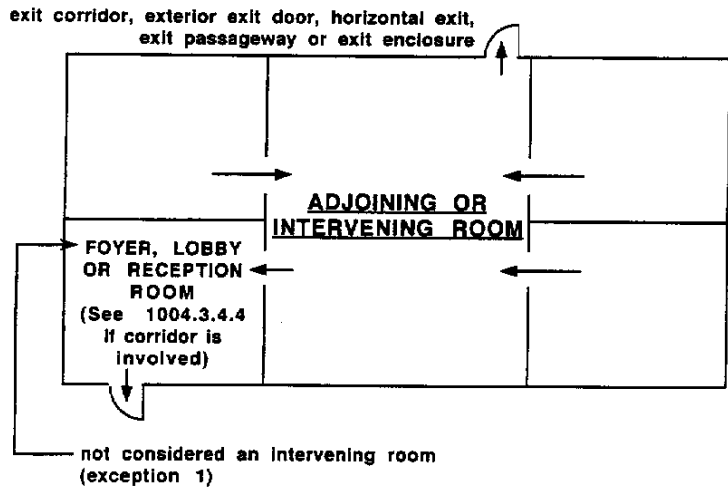 exit corridor, exterior exit door, horizontal exit,
exit passageway or exit enclosure
ADJOINING OR
INTERVENING ROOM
FOYER, LOBBY
OR RECEPTION
ROOM
(See 1004.3.4.4
if corridor is
involved)
not considered an intervening room
(exception 1)